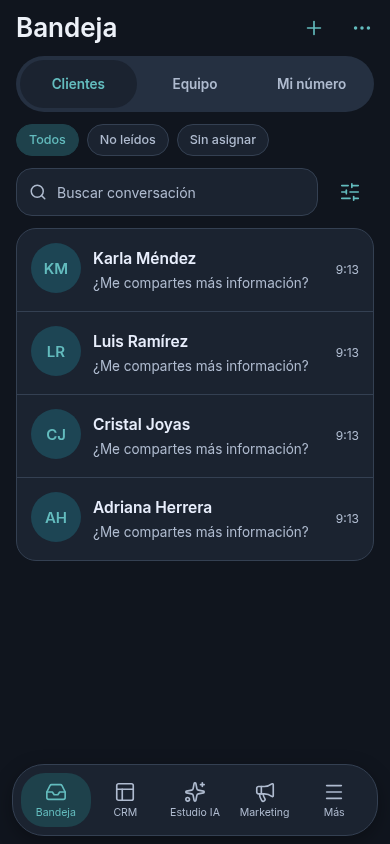 Bandeja
Clientes Equipo Mi número
Todos No leídos Sin asignar
Buscar conversación
KM Karla Méndez
¿Me compartes más información? 9:13
LR Luis Ramírez
¿Me compartes más información? 9:13
CJ Cristal Joyas
¿Me compartes más información? 9:13
AH Adriana Herrera
¿Me compartes más información? 9:13
Bandeja CRM Estudio IA Marketing Más